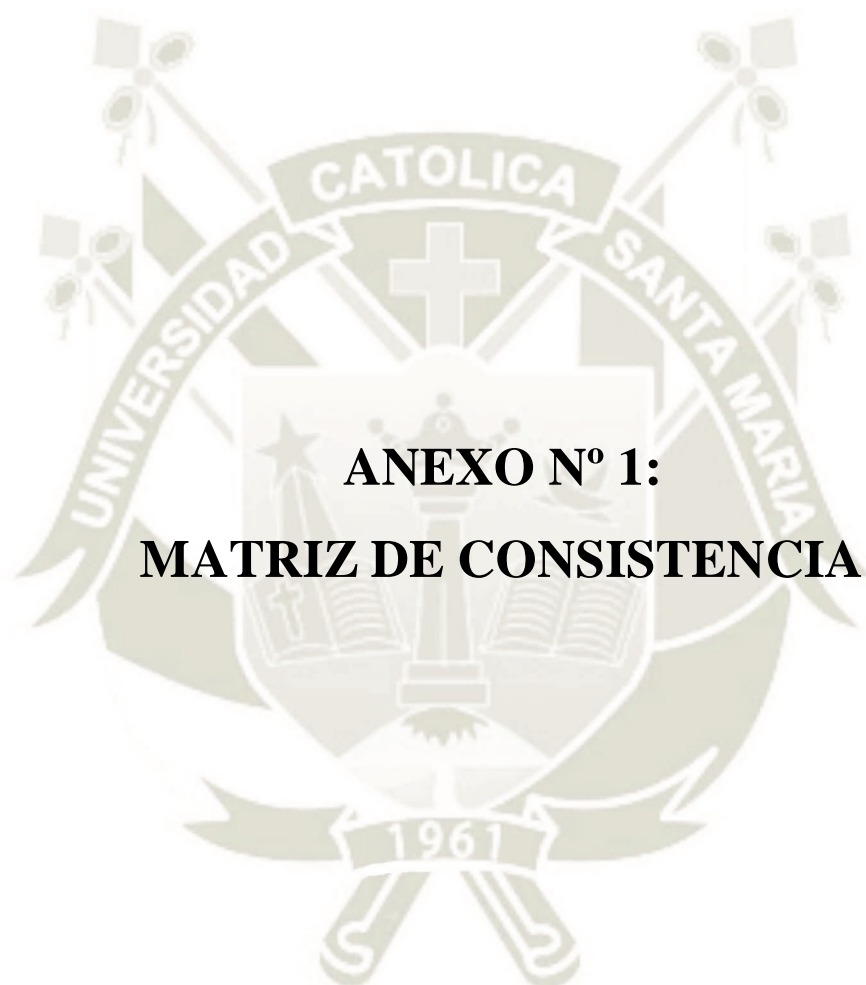 CATOLICA
UNIVERSIDAD
SANTA MARIA
ANEXO Nº 1:
MATRIZ DE CONSISTENCIA
1961